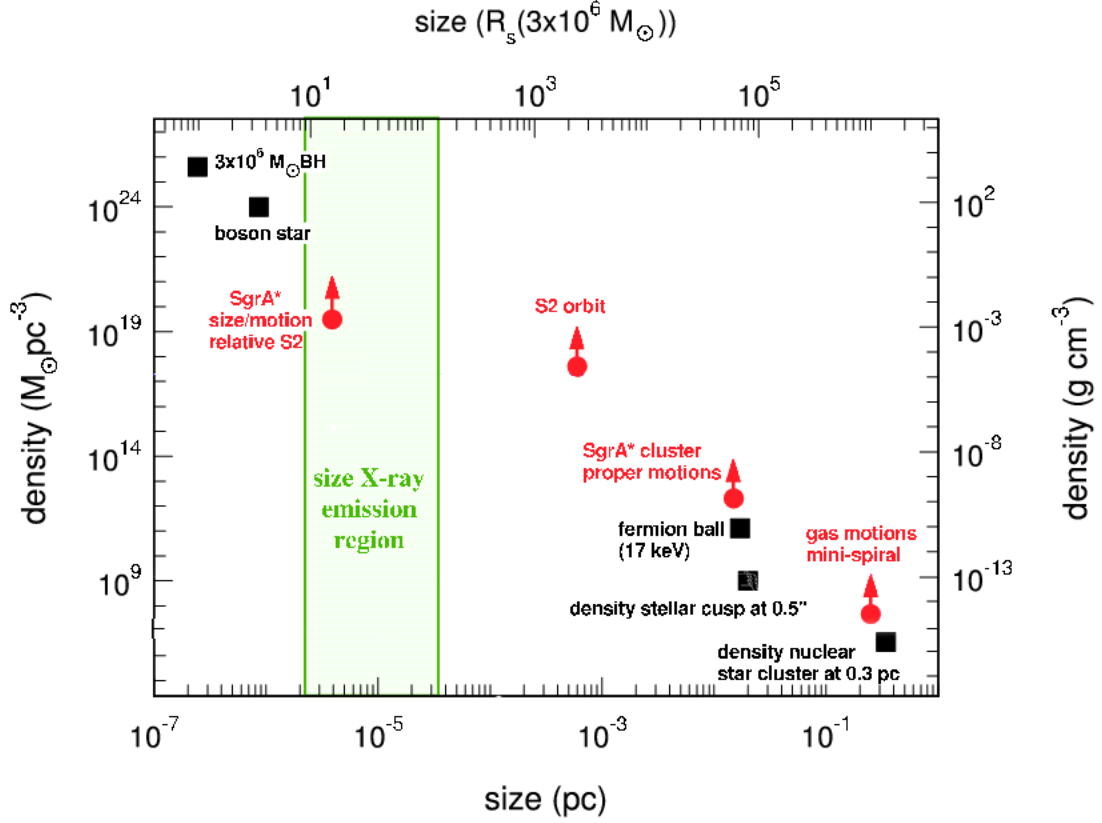 size (R_s(3x10^6 M_⊙))
10^1
10^3
10^5
3x10^6 M_⊙BH
10^24
10^2
boson star
SgrA*
size/motion
relative S2
S2 orbit
10^19
10^-3
density (M_⊙pc^-3)
density (g cm^-3)
SgrA* cluster
proper motions
10^14
10^-8
size X-ray
emission
region
fermion ball
(17 keV)
gas motions
mini-spiral
10^9
10^-13
density stellar cusp at 0.5"
density nuclear
star cluster at 0.3 pc
10^-7
10^-5
10^-3
10^-1
size (pc)